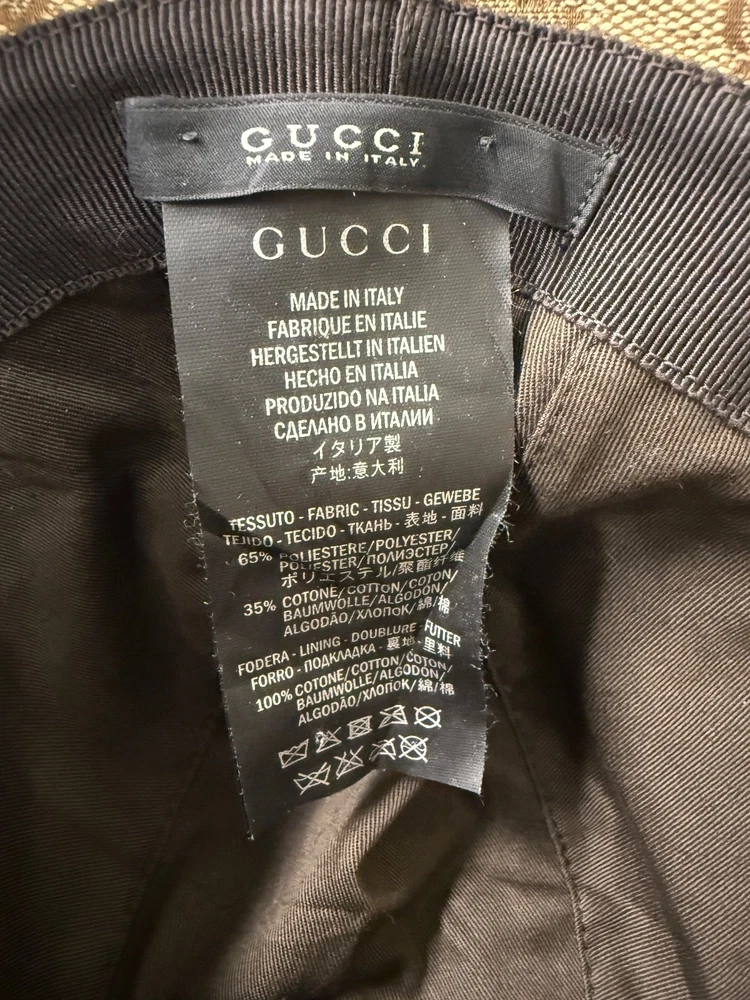 GUCCI
MADE IN ITALY
GUCCI
MADE IN ITALY
FABRIQUE EN ITALIE
HERGESTELLT IN ITALIEN
HECHO EN ITALIA
PRODUZIDO NA ITALIA
СДЕЛАНО В ИТАЛИИ
イタリア製
产地:意大利
TESSUTO - FABRIC - TISSU - GEWEBE
TEJIDO - TECIDO - ТКАНЬ - 表地 - 面料
65% POLIESTERE/POLYESTER/
POLIESTER/ПОЛИЭСТЕР/
ポリエステル/聚酯纤维
35% COTONE/COTTON/COTON/
BAUMWOLLE/ALGODON/
ALGODÃO/ХЛОПОК/綿/棉
FODERA - LINING - DOUBLURE - FUTTER
FORRO - ПОДКЛАДКА - 裏地 - 里料
100% COTONE/COTTON/COTON/
BAUMWOLLE/ALGODON/
ALGODÃO/ХЛОПОК/綿/棉